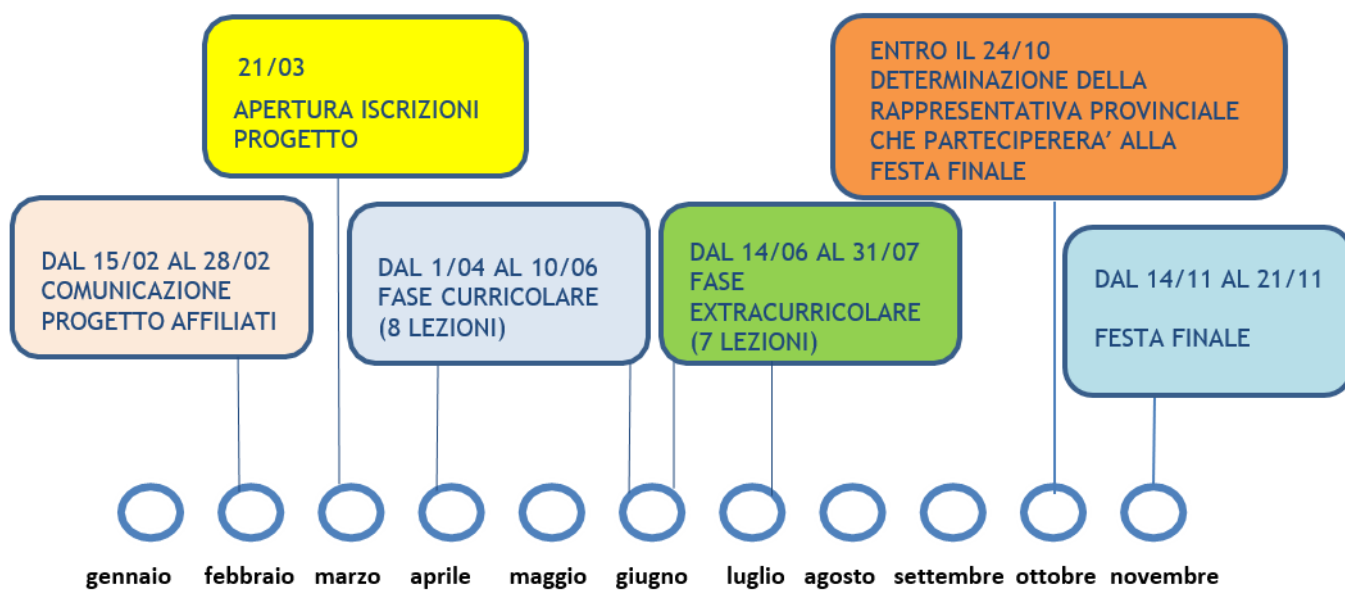 21/03
APERTURA ISCRIZIONI
PROGETTO
ENTRO IL 24/10
DETERMINAZIONE DELLA
RAPPRESENTATIVA PROVINCIALE
CHE PARTECIPERERA’ ALLA
FESTA FINALE
DAL 15/02 AL 28/02
COMUNICAZIONE
PROGETTO AFFILIATI
DAL 1/04 AL 10/06
FASE CURRICOLARE
(8 LEZIONI)
DAL 14/06 AL 31/07
FASE
EXTRACURRICOLARE
(7 LEZIONI)
DAL 14/11 AL 21/11
FESTA FINALE
gennaio febbraio marzo aprile maggio giugno luglio agosto settembre ottobre novembre